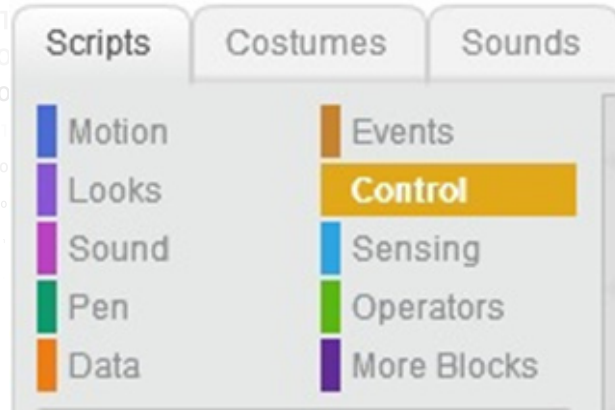 Scripts Costumes Sounds
Motion Events
Looks Control
Sound Sensing
Pen Operators
Data More Blocks